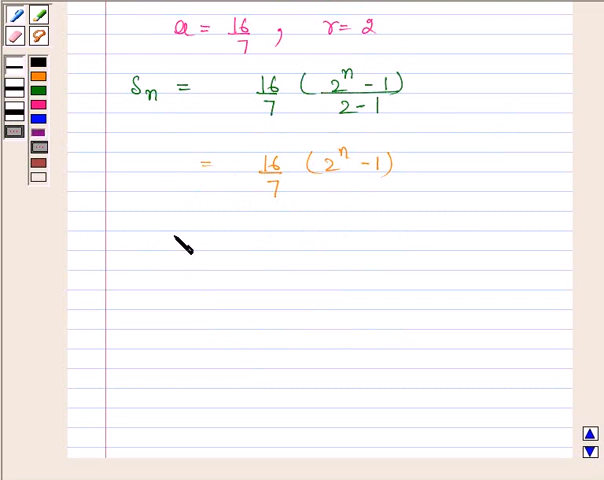 a = 16/7 , r = 2
Sn = 16/7 ( 2^n - 1 / 2 - 1 )
= 16/7 ( 2^n - 1 )